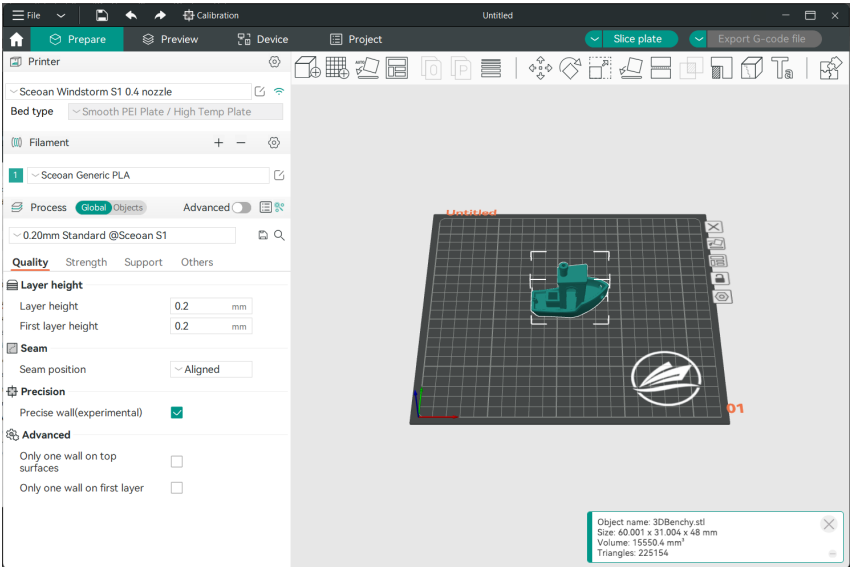 File
Calibration
Untitled
Prepare
Preview
Device
Project
Slice plate
Export G-code file
Printer
Sceoan Windstorm S1 0.4 nozzle
Bed type
Smooth PEI Plate / High Temp Plate
Filament
1
Sceoan Generic PLA
Process
Global
Objects
Advanced
0.20mm Standard @Sceoan S1
Quality
Strength
Support
Others
Layer height
Layer height
0.2
mm
First layer height
0.2
mm
Seam
Seam position
Aligned
Precision
Precise wall(experimental)
Advanced
Only one wall on top
surfaces
Only one wall on first layer
AUTO
0
P
Ta
Untitled
01
Object name: 3DBenchy.stl
Size: 60.001 x 31.004 x 48 mm
Volume: 15550.4 mm³
Triangles: 225154